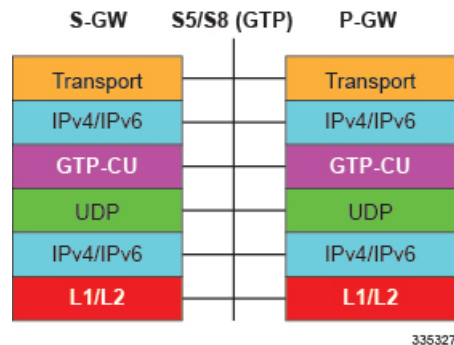 S-GW S5/S8 (GTP) P-GW
Transport Transport
IPv4/IPv6 IPv4/IPv6
GTP-CU GTP-CU
UDP UDP
IPv4/IPv6 IPv4/IPv6
L1/L2 L1/L2
335327